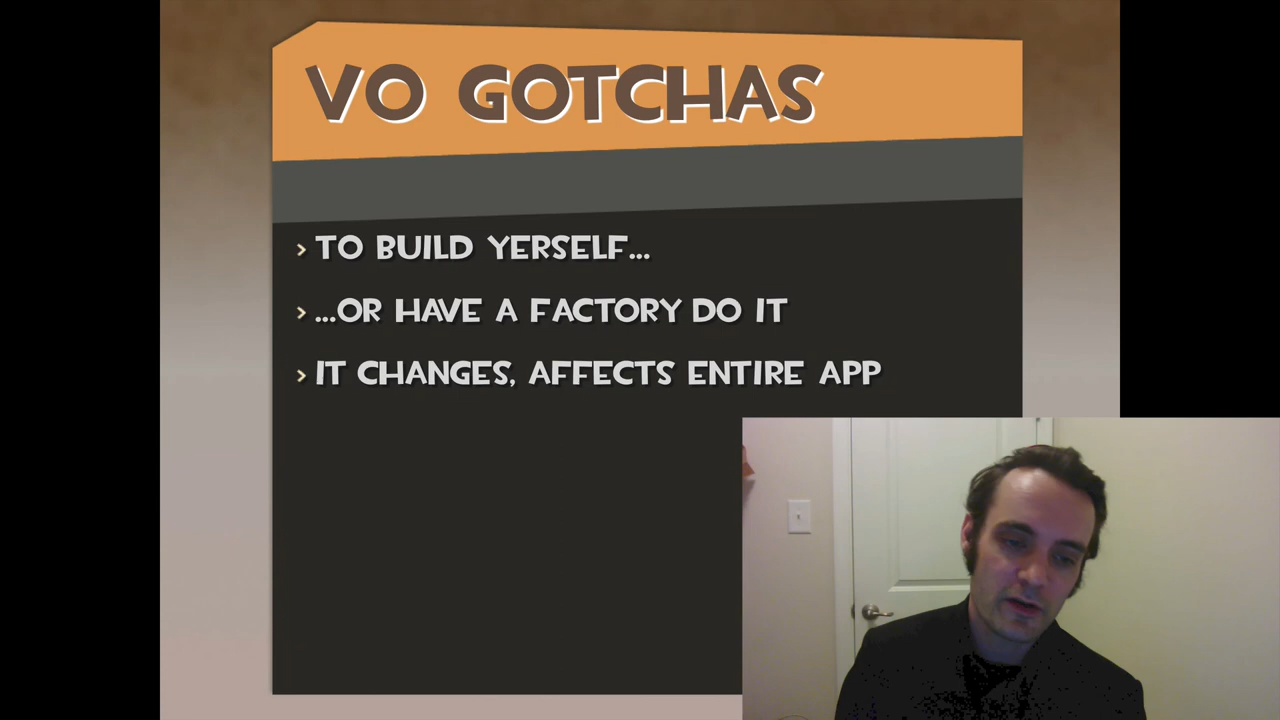 VO GOTCHAS
› TO BUILD YERSELF...
› ...OR HAVE A FACTORY DO IT
› IT CHANGES, AFFECTS ENTIRE APP